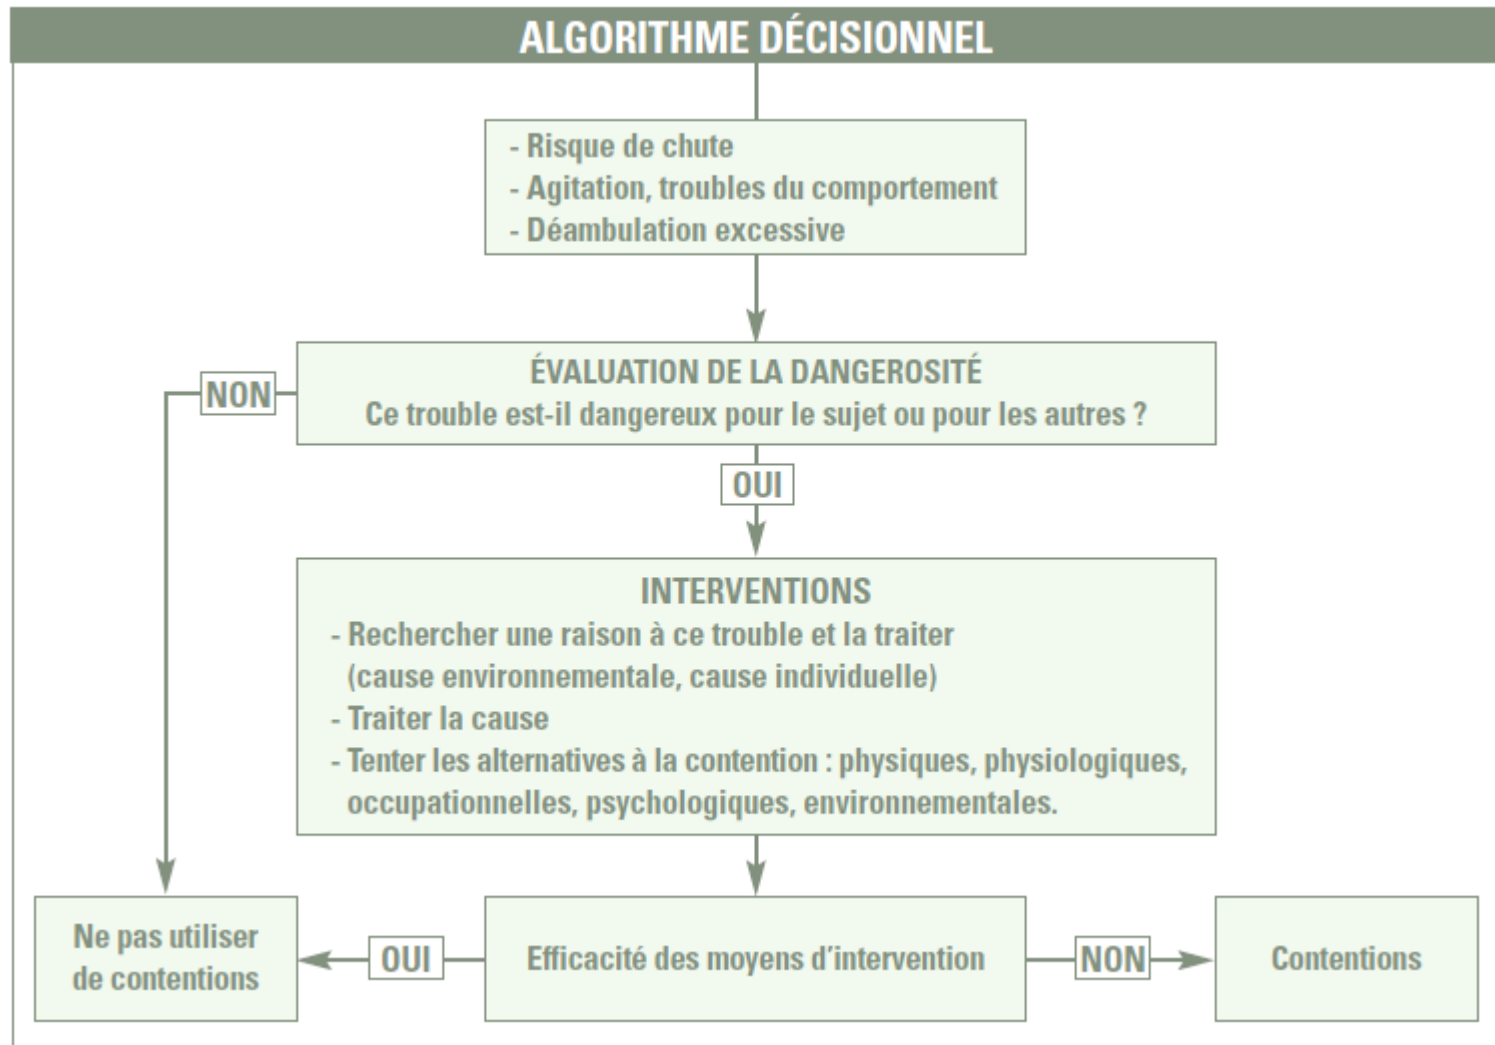 ALGORITHME DÉCISIONNEL
- Risque de chute
- Agitation, troubles du comportement
- Déambulation excessive
ÉVALUATION DE LA DANGEROSITÉ
Ce trouble est-il dangereux pour le sujet ou pour les autres ?
NON
OUI
INTERVENTIONS
- Rechercher une raison à ce trouble et la traiter
(cause environnementale, cause individuelle)
- Traiter la cause
- Tenter les alternatives à la contention : physiques, physiologiques,
occupationnelles, psychologiques, environnementales.
Ne pas utiliser
de contentions
OUI
Efficacité des moyens d'intervention
NON
Contentions